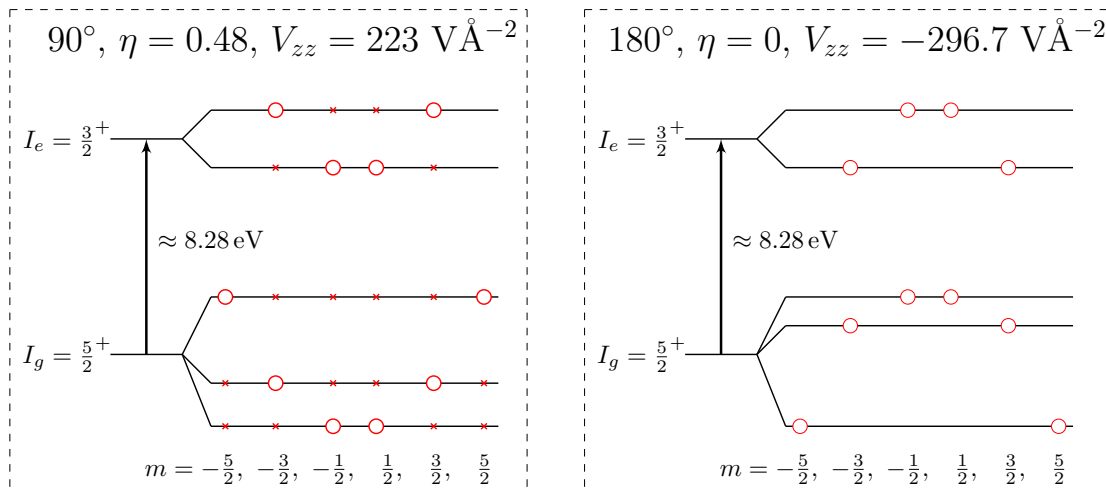 90°, η = 0.48, V_zz = 223 VÅ⁻²
I_e = 3/2⁺
≈ 8.28 eV
I_g = 5/2⁺
m = −5/2, −3/2, −1/2, 1/2, 3/2, 5/2
180°, η = 0, V_zz = −296.7 VÅ⁻²
I_e = 3/2⁺
≈ 8.28 eV
I_g = 5/2⁺
m = −5/2, −3/2, −1/2, 1/2, 3/2, 5/2